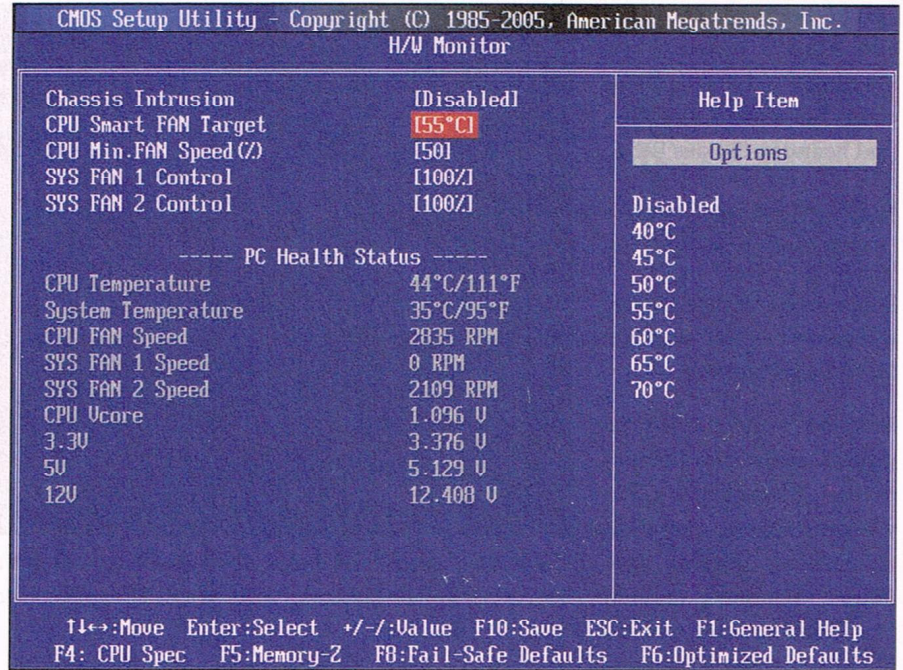 CMOS Setup Utility - Copyright (C) 1985-2005, American Megatrends, Inc.
H/W Monitor
Chassis Intrusion [Disabled]
CPU Smart FAN Target [55°C]
CPU Min.FAN Speed(%) [50]
SYS FAN 1 Control [100%]
SYS FAN 2 Control [100%]
----- PC Health Status -----
CPU Temperature 44°C/111°F
System Temperature 35°C/95°F
CPU FAN Speed 2835 RPM
SYS FAN 1 Speed 0 RPM
SYS FAN 2 Speed 2109 RPM
CPU Vcore 1.096 V
3.3V 3.376 V
5V 5.129 V
12V 12.408 V
Help Item
Options
Disabled
40°C
45°C
50°C
55°C
60°C
65°C
70°C
↑↓←→:Move Enter:Select +/-/:Value F10:Save ESC:Exit F1:General Help
F4: CPU Spec F5:Memory-Z F8:Fail-Safe Defaults F6:Optimized Defaults